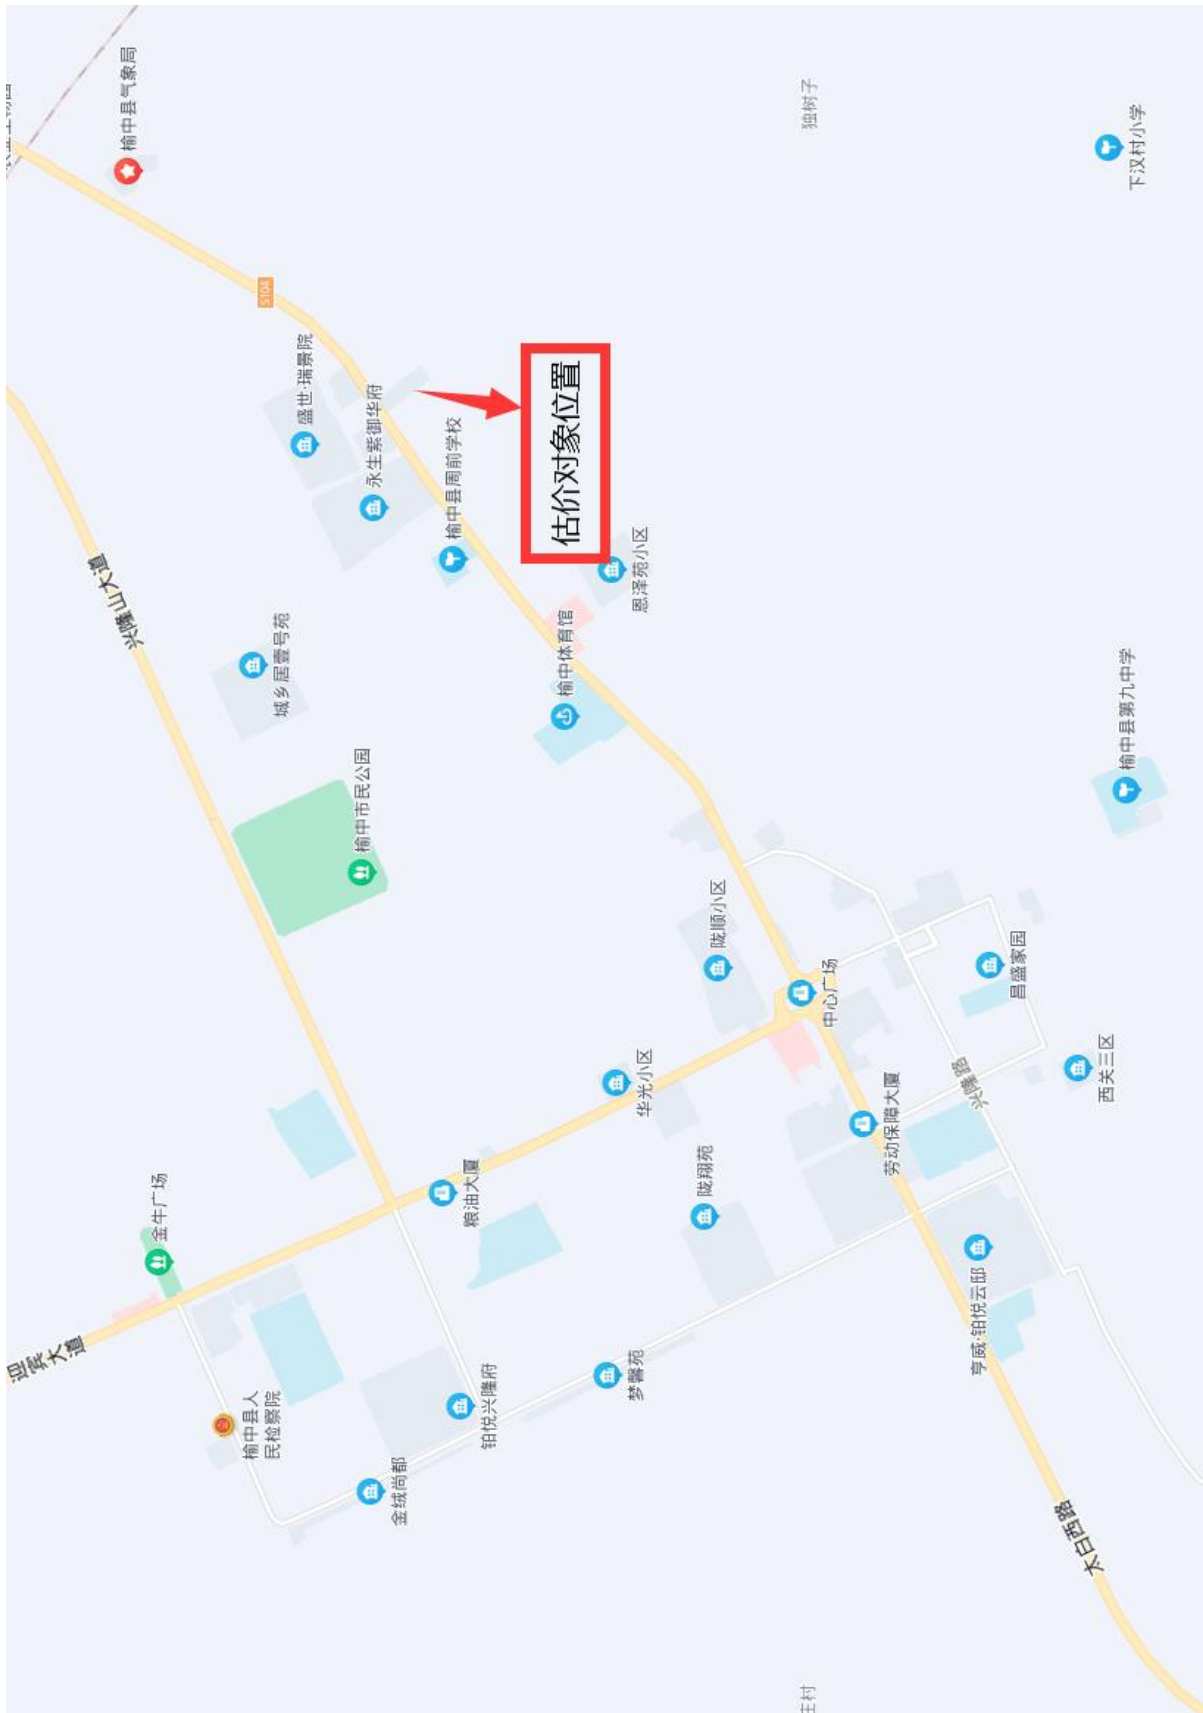 榆中县气象局
独树子
下汉村小学
S104
盛世·瑞景院
永生紫御华府
榆中县周前学校
估价对象位置
恩泽苑小区
兴隆山大道
城乡居壹号苑
榆中体育馆
榆中市民公园
榆中县第九中学
陇顺小区
中心广场
昌盛家园
华光小区
西关三区
兴隆路
劳动保障大厦
陇翔苑
粮油大厦
金牛广场
亨威·铂悦云邸
迎宾大道
梦馨苑
铂悦兴隆府
榆中县人
民检察院
金绒尚都
太白西路